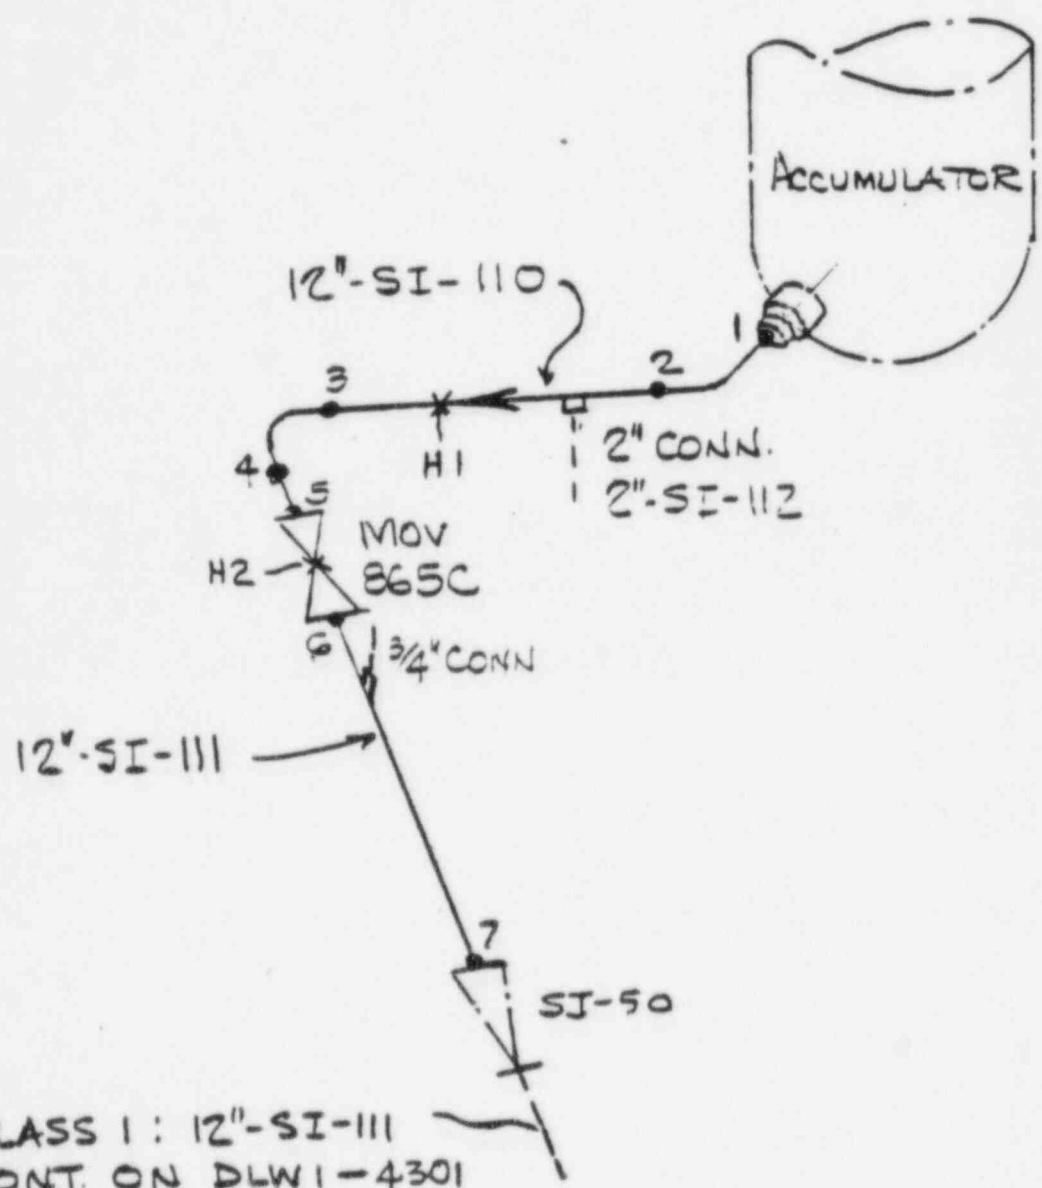 ACCUMULATOR
12"-SI-110
1
2
3
H1
2" CONN.
2"-SI-112
4
5
MOV
865C
H2
6
3/4" CONN
12"-SI-111
7
SI-50
LASS 1: 12"-SI-111
ONT. ON DLW1-4301